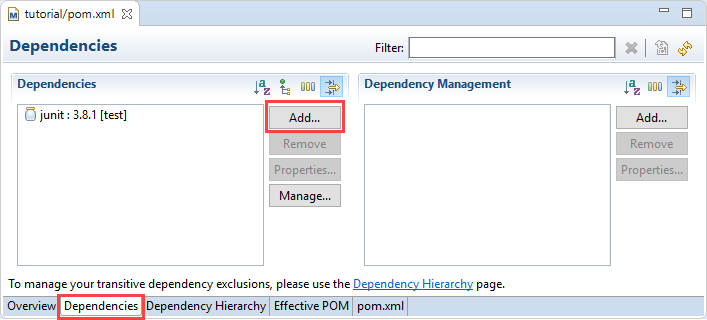 tutorial/pom.xml
Dependencies
Filter:
Dependencies
junit : 3.8.1 [test]
Add...
Remove
Properties...
Manage...
Dependency Management
Add...
Remove
Properties...
To manage your transitive dependency exclusions, please use the Dependency Hierarchy page.
Overview Dependencies Dependency Hierarchy Effective POM pom.xml